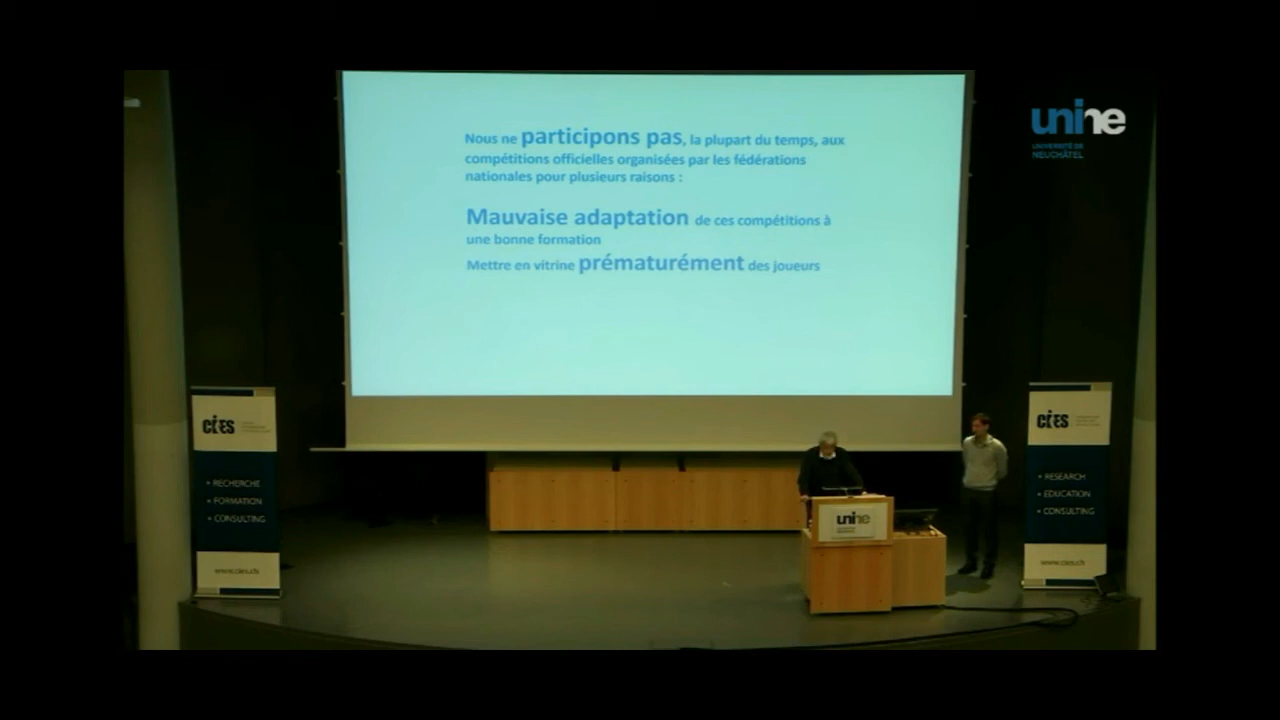 Nous ne participons pas, la plupart du temps, aux
compétitions officielles organisées par les fédérations
nationales pour plusieurs raisons :
Mauvaise adaptation de ces compétitions à
une bonne formation
Mettre en vitrine prématurément des joueurs
unine
UNIVERSITÉ DE
NEUCHÂTEL
CIES
• RECHERCHE
• FORMATION
• CONSULTING
www.cies.ch
unine
CIES
• RESEARCH
• EDUCATION
• CONSULTING
www.cies.ch